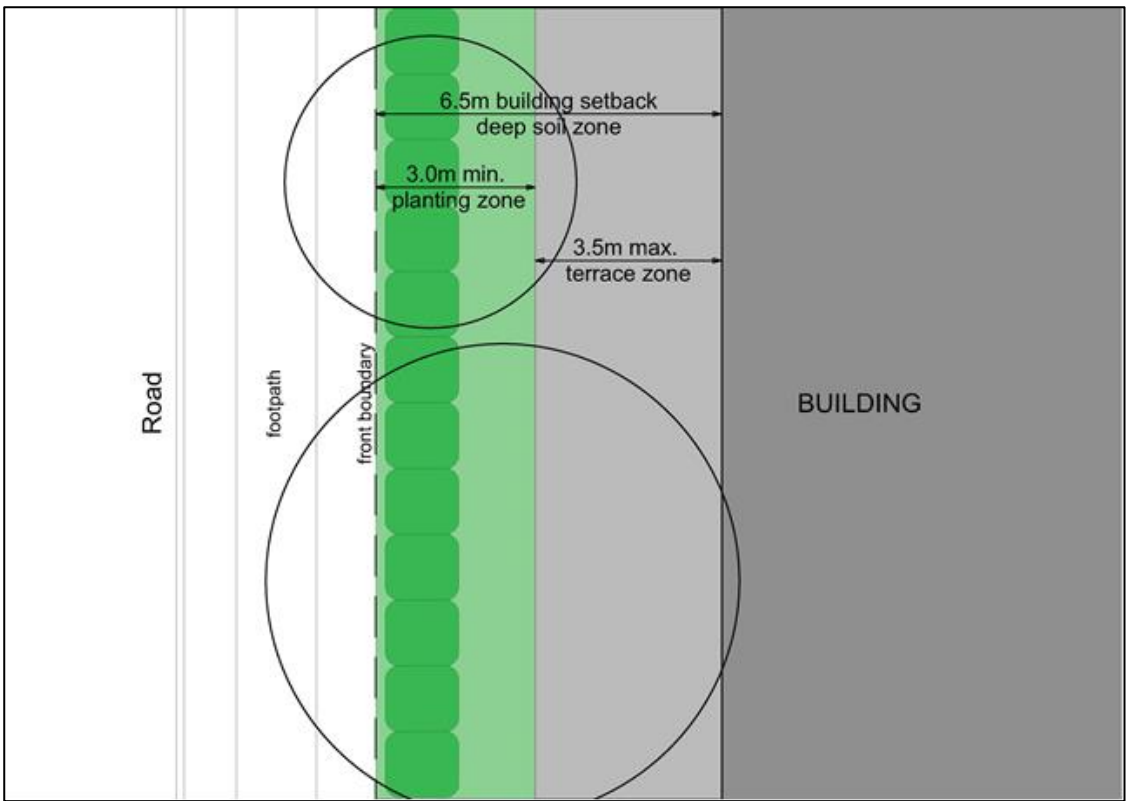 6.5m building setback
deep soil zone
3.0m min.
planting zone
3.5m max.
terrace zone
Road
footpath
front boundary
BUILDING